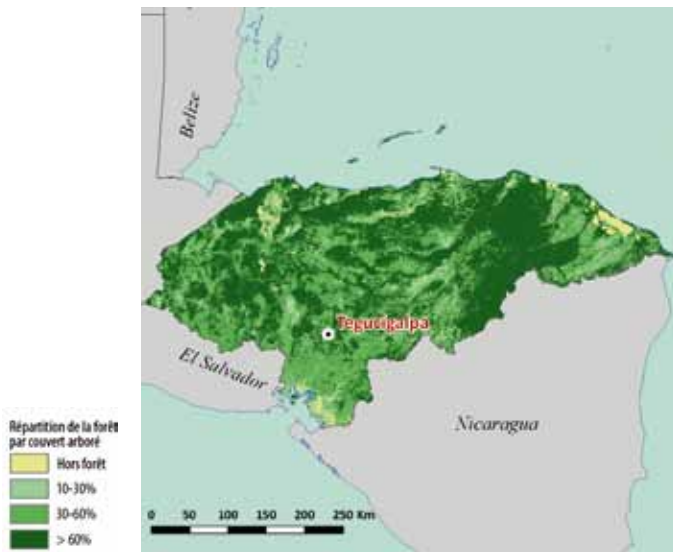 Belize
Tegucigalpa
El Salvador
Nicaragua
Répartition de la forêt
par couvert arboré
Hors forêt
10-30%
30-60%
> 60%
0 50 100 150 200 250 Km